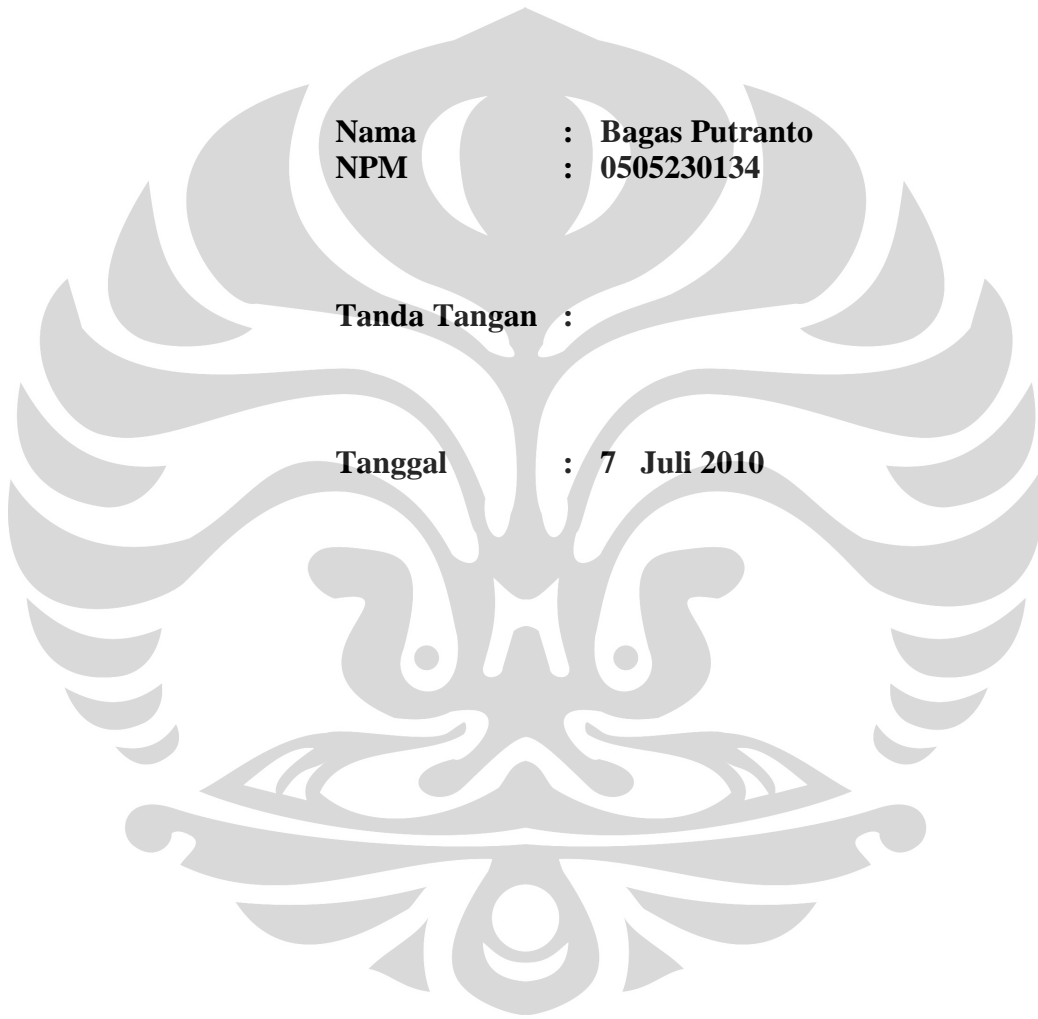 Nama : Bagas Putranto
NPM : 0505230134
Tanda Tangan :
Tanggal : 7 Juli 2010